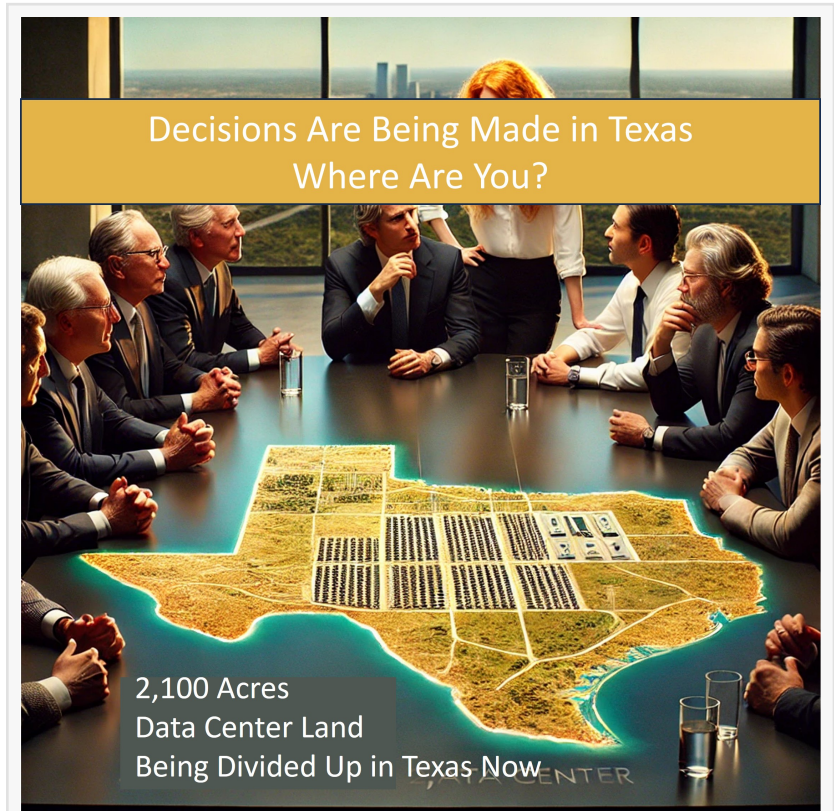 Decisions Are Being Made in Texas
Where Are You?
2,100 Acres
Data Center Land
Being Divided Up in Texas Now
CENTER